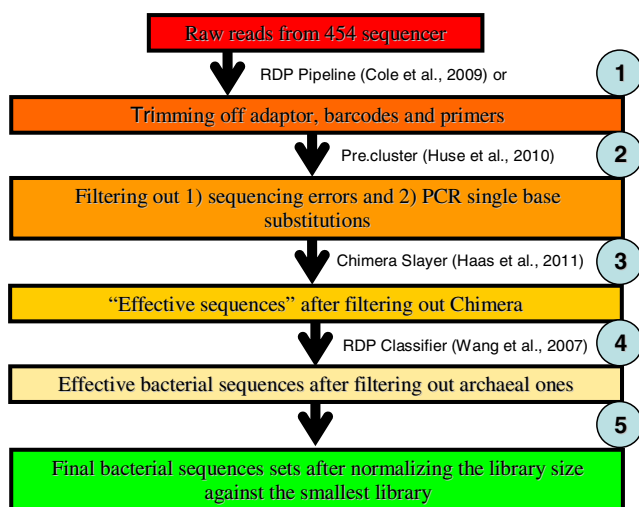 Raw reads from 454 sequencer
RDP Pipeline (Cole et al., 2009) or
1
Trimming off adaptor, barcodes and primers
Pre.cluster (Huse et al., 2010)
2
Filtering out 1) sequencing errors and 2) PCR single base
substitutions
Chimera Slayer (Haas et al., 2011)
3
“Effective sequences” after filtering out Chimera
RDP Classifier (Wang et al., 2007)
4
Effective bacterial sequences after filtering out archaeal ones
5
Final bacterial sequences sets after normalizing the library size
against the smallest library